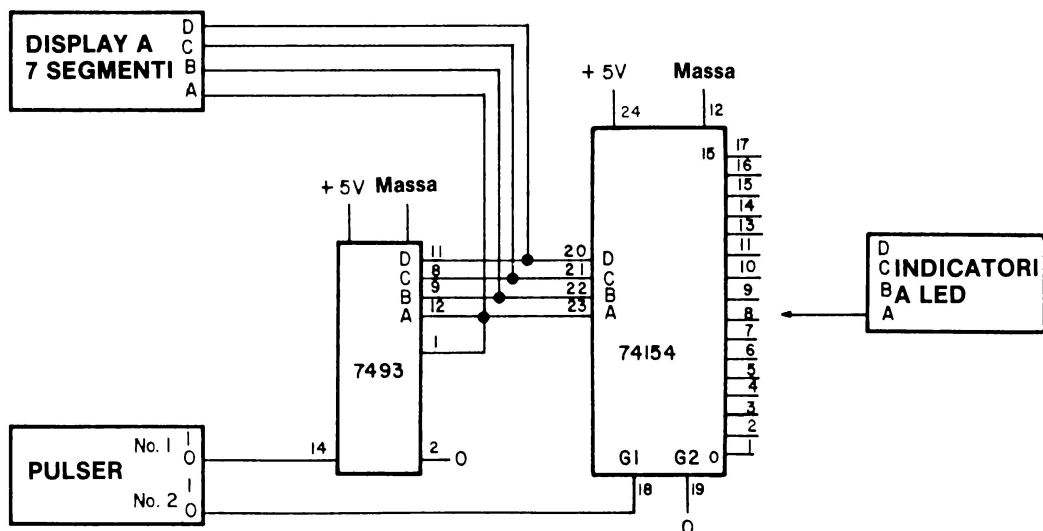 DISPLAY A
7 SEGMENTI
D
C
B
A
+ 5V Massa
24
12
+ 5V Massa
15
17
16
15
14
13
11
10
9
8
7
6
5
4
3
2
1
0
D 11
C 8
B 9
A 12
1
20 D
21 C
22 B
23 A
7493
74154
D
C
B
A
INDICATORI
A LED
PULSER
No. 1 1
0
No. 2 1
0
14
2 0
G1 G2
18
19
0